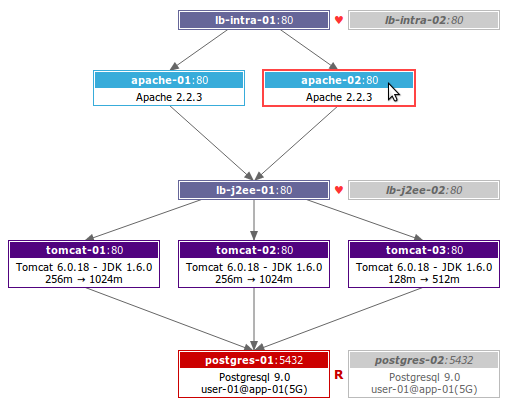 lb-intra-01:80 ♥ lb-intra-02:80
apache-01:80 apache-02:80
Apache 2.2.3 Apache 2.2.3
lb-j2ee-01:80 ♥ lb-j2ee-02:80
tomcat-01:80 tomcat-02:80 tomcat-03:80
Tomcat 6.0.18 - JDK 1.6.0 Tomcat 6.0.18 - JDK 1.6.0 Tomcat 6.0.18 - JDK 1.6.0
256m → 1024m 256m → 1024m 128m → 512m
postgres-01:5432 postgres-02:5432
R
Postgresql 9.0 Postgresql 9.0
user-01@app-01(5G) user-01@app-01(5G)